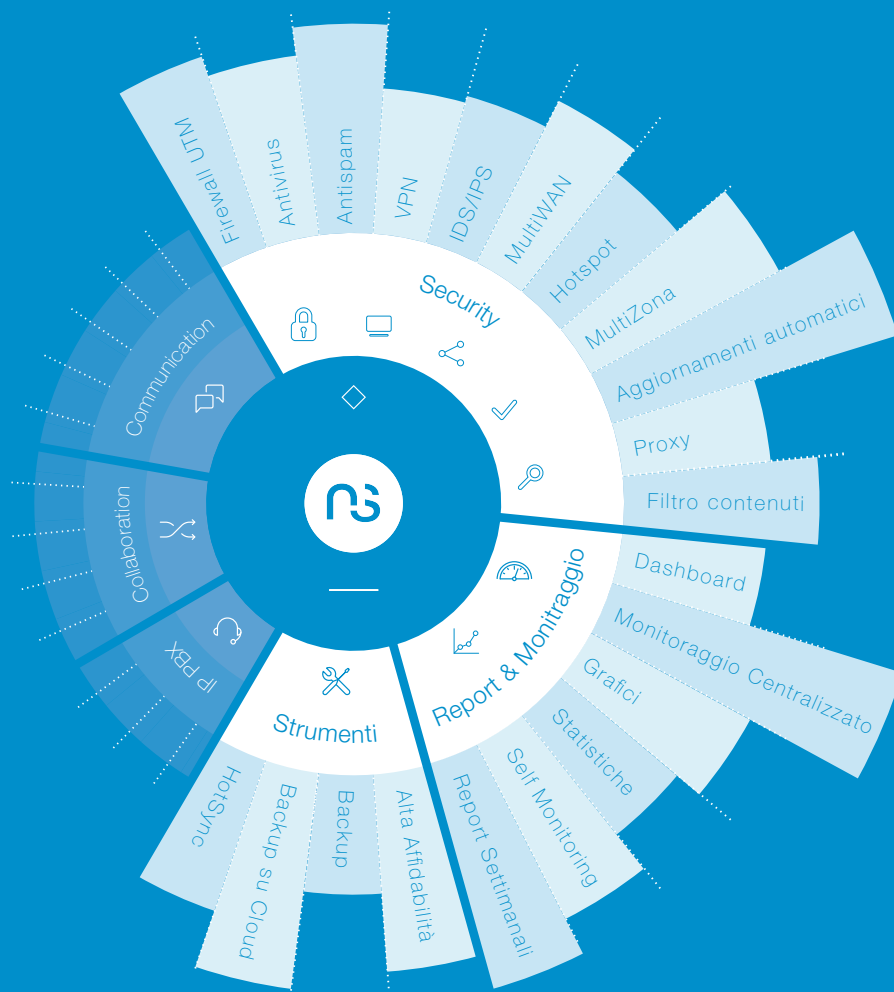 Firewall UTM
Antivirus
Antispam
VPN
IDS/IPS
MultiWAN
Hotspot
MultiZona
Aggiornamenti automatici
Proxy
Filtro contenuti
Security
Dashboard
Monitoraggio Centralizzato
Grafici
Statistiche
Self Monitoring
Report Settimanali
Report & Monitraggio
Alta Affidabilità
Backup
Backup su Cloud
HotSync
Strumenti
IP PBX
Collaboration
Communication
ns